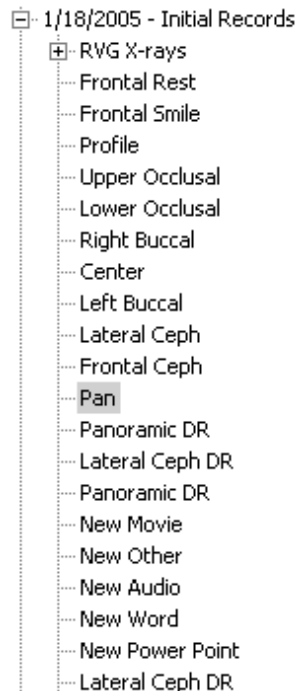 1/18/2005 - Initial Records
RVG X-rays
Frontal Rest
Frontal Smile
Profile
Upper Occlusal
Lower Occlusal
Right Buccal
Center
Left Buccal
Lateral Ceph
Frontal Ceph
Pan
Panoramic DR
Lateral Ceph DR
Panoramic DR
New Movie
New Other
New Audio
New Word
New Power Point
Lateral Ceph DR